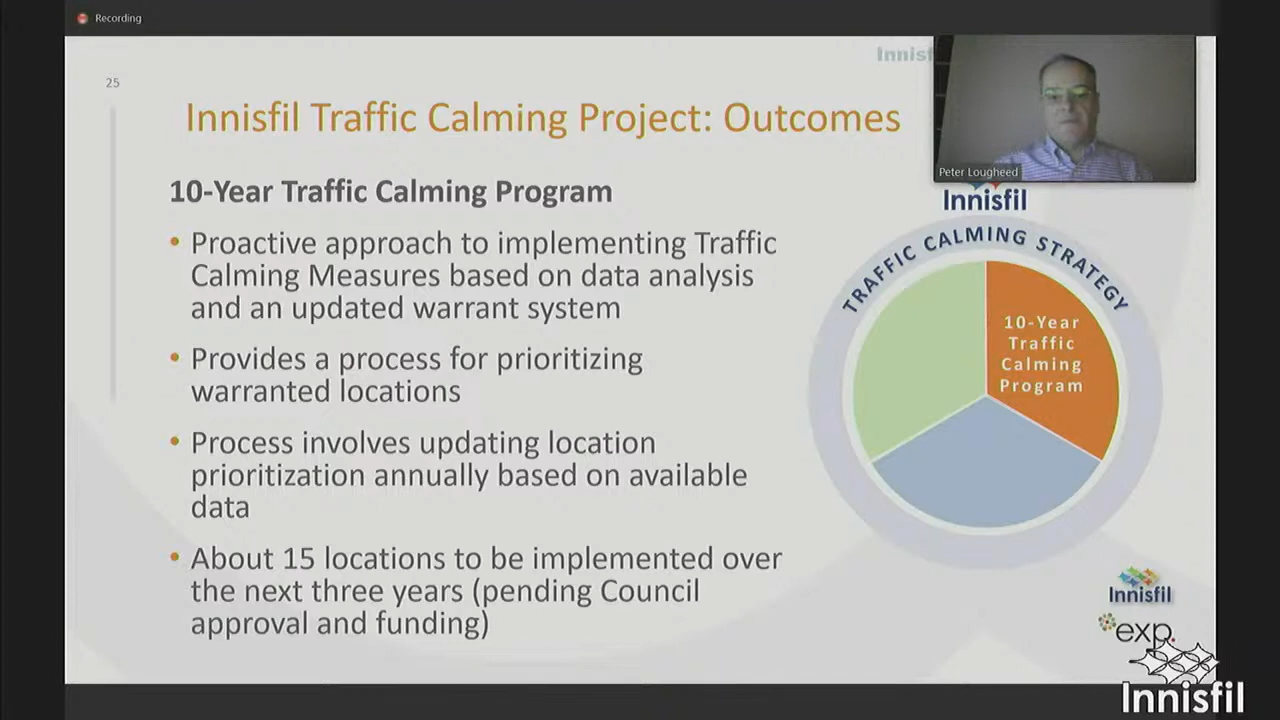 Recording
25
Innisf
Innisfil Traffic Calming Project: Outcomes
Peter Lougheed
10-Year Traffic Calming Program
• Proactive approach to implementing Traffic
Calming Measures based on data analysis
and an updated warrant system
• Provides a process for prioritizing
warranted locations
• Process involves updating location
prioritization annually based on available
data
• About 15 locations to be implemented over
the next three years (pending Council
approval and funding)
Innisfil
TRAFFIC CALMING STRATEGY
10-Year
Traffic
Calming
Program
Innisfil
exp.
Innisfil